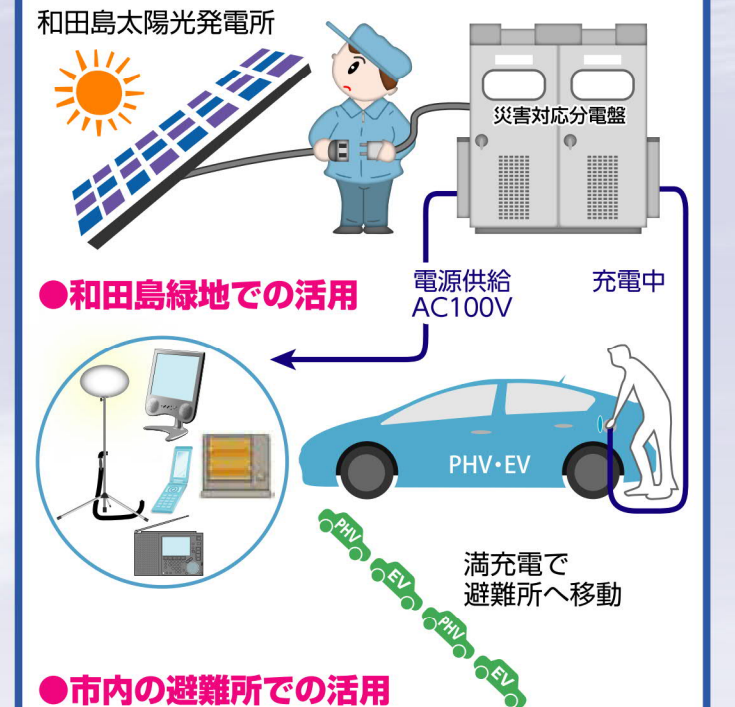 和田島太陽光発電所
災害対応分電盤
●和田島緑地での活用
電源供給
AC100V
充電中
PHV・EV
PHV
EV
PHV
EV
満充電で
避難所へ移動
●市内の避難所での活用